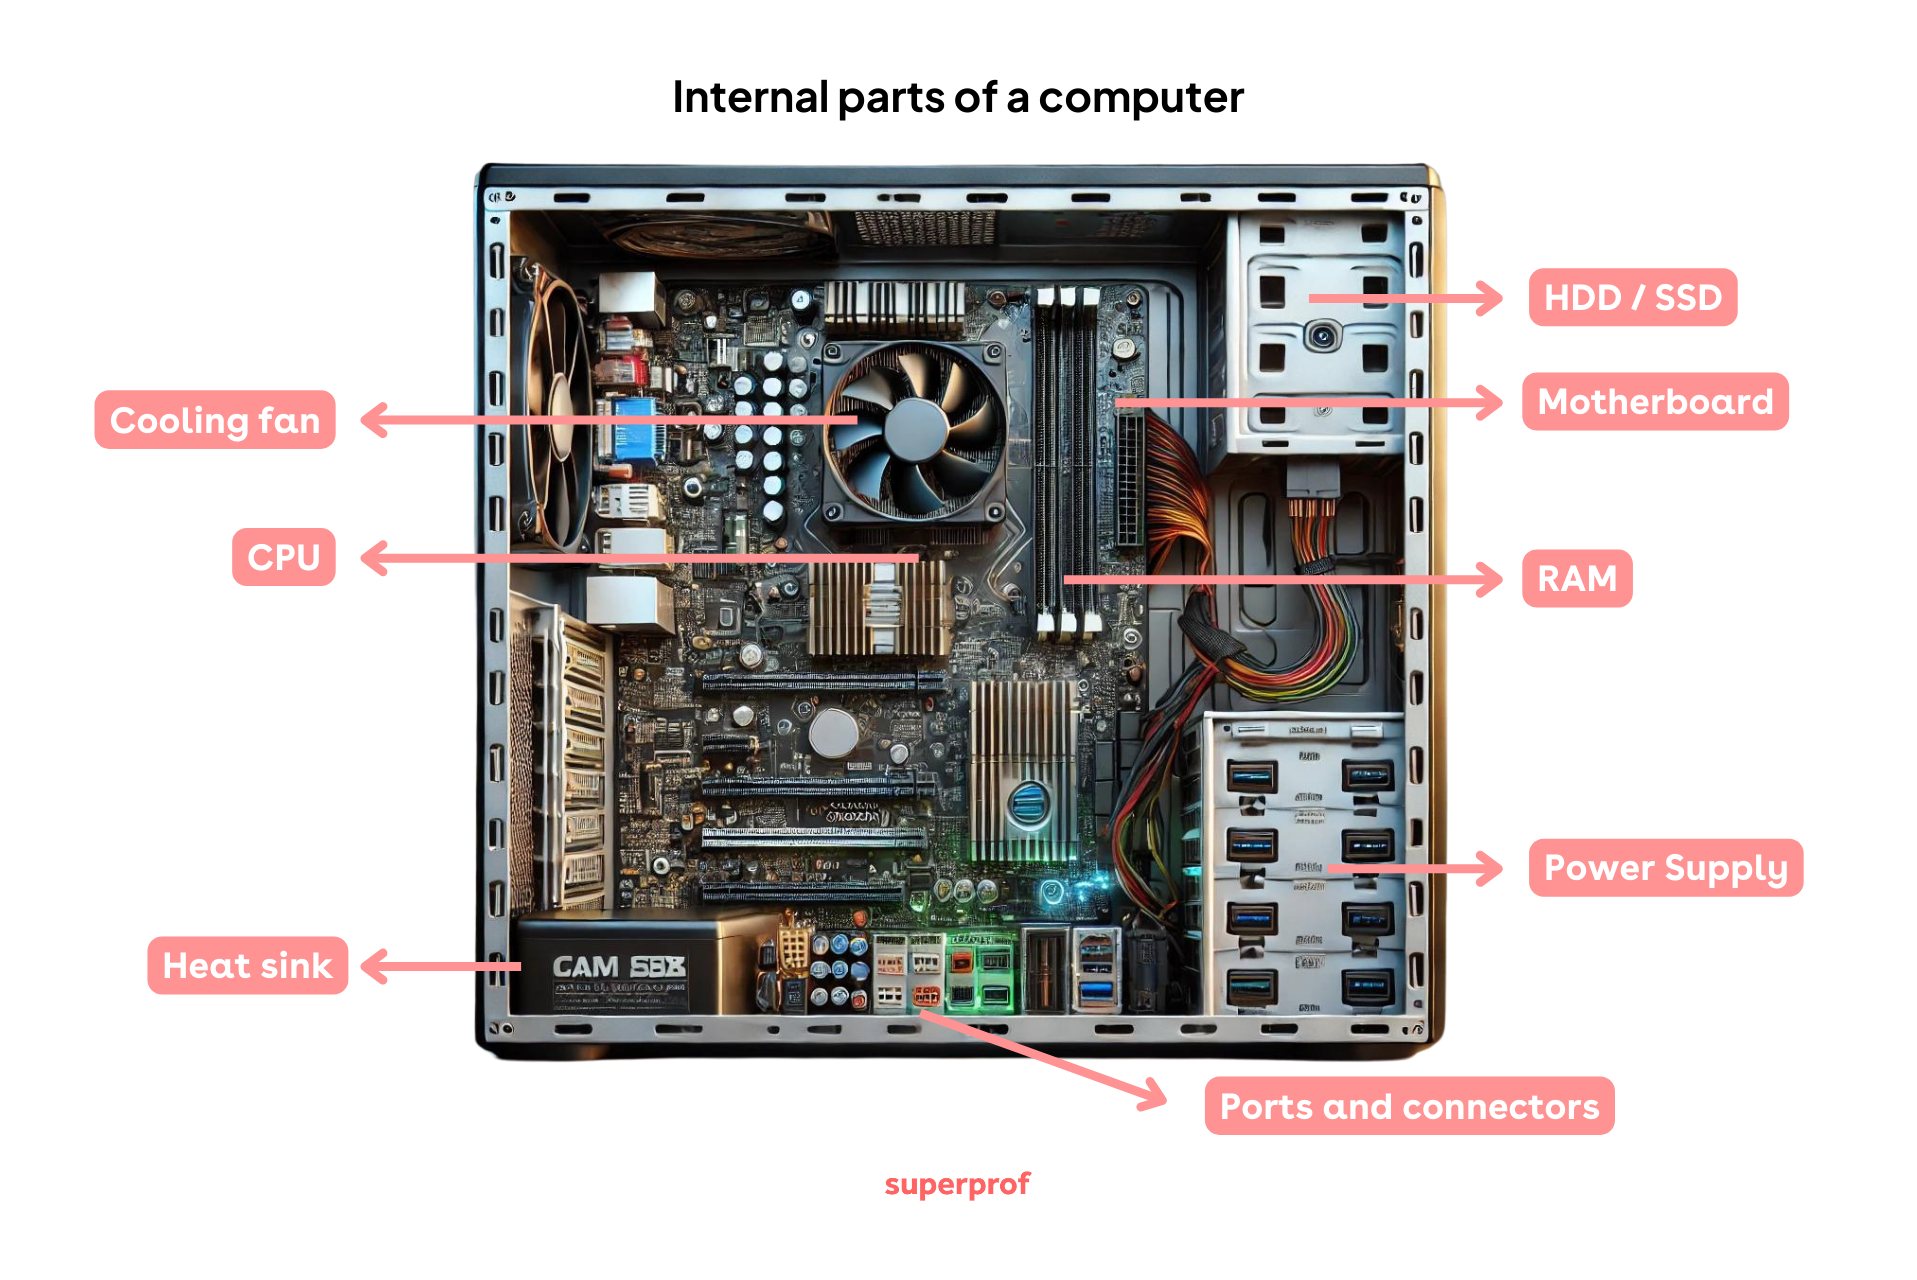 Internal parts of a computer
HDD / SSD
Cooling fan
Motherboard
CPU
RAM
Power Supply
Heat sink
CAM
Ports and connectors
superprof